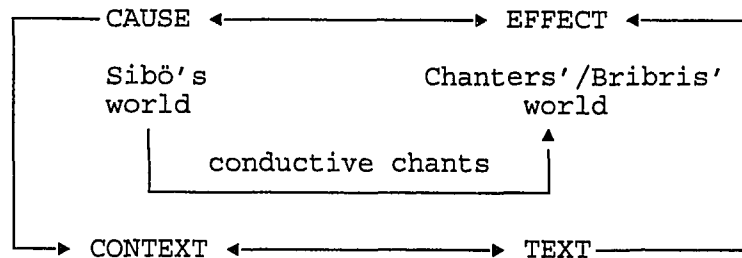 CAUSE EFFECT
Sibö's Chanters'/Bribris'
world world
conductive chants
CONTEXT TEXT